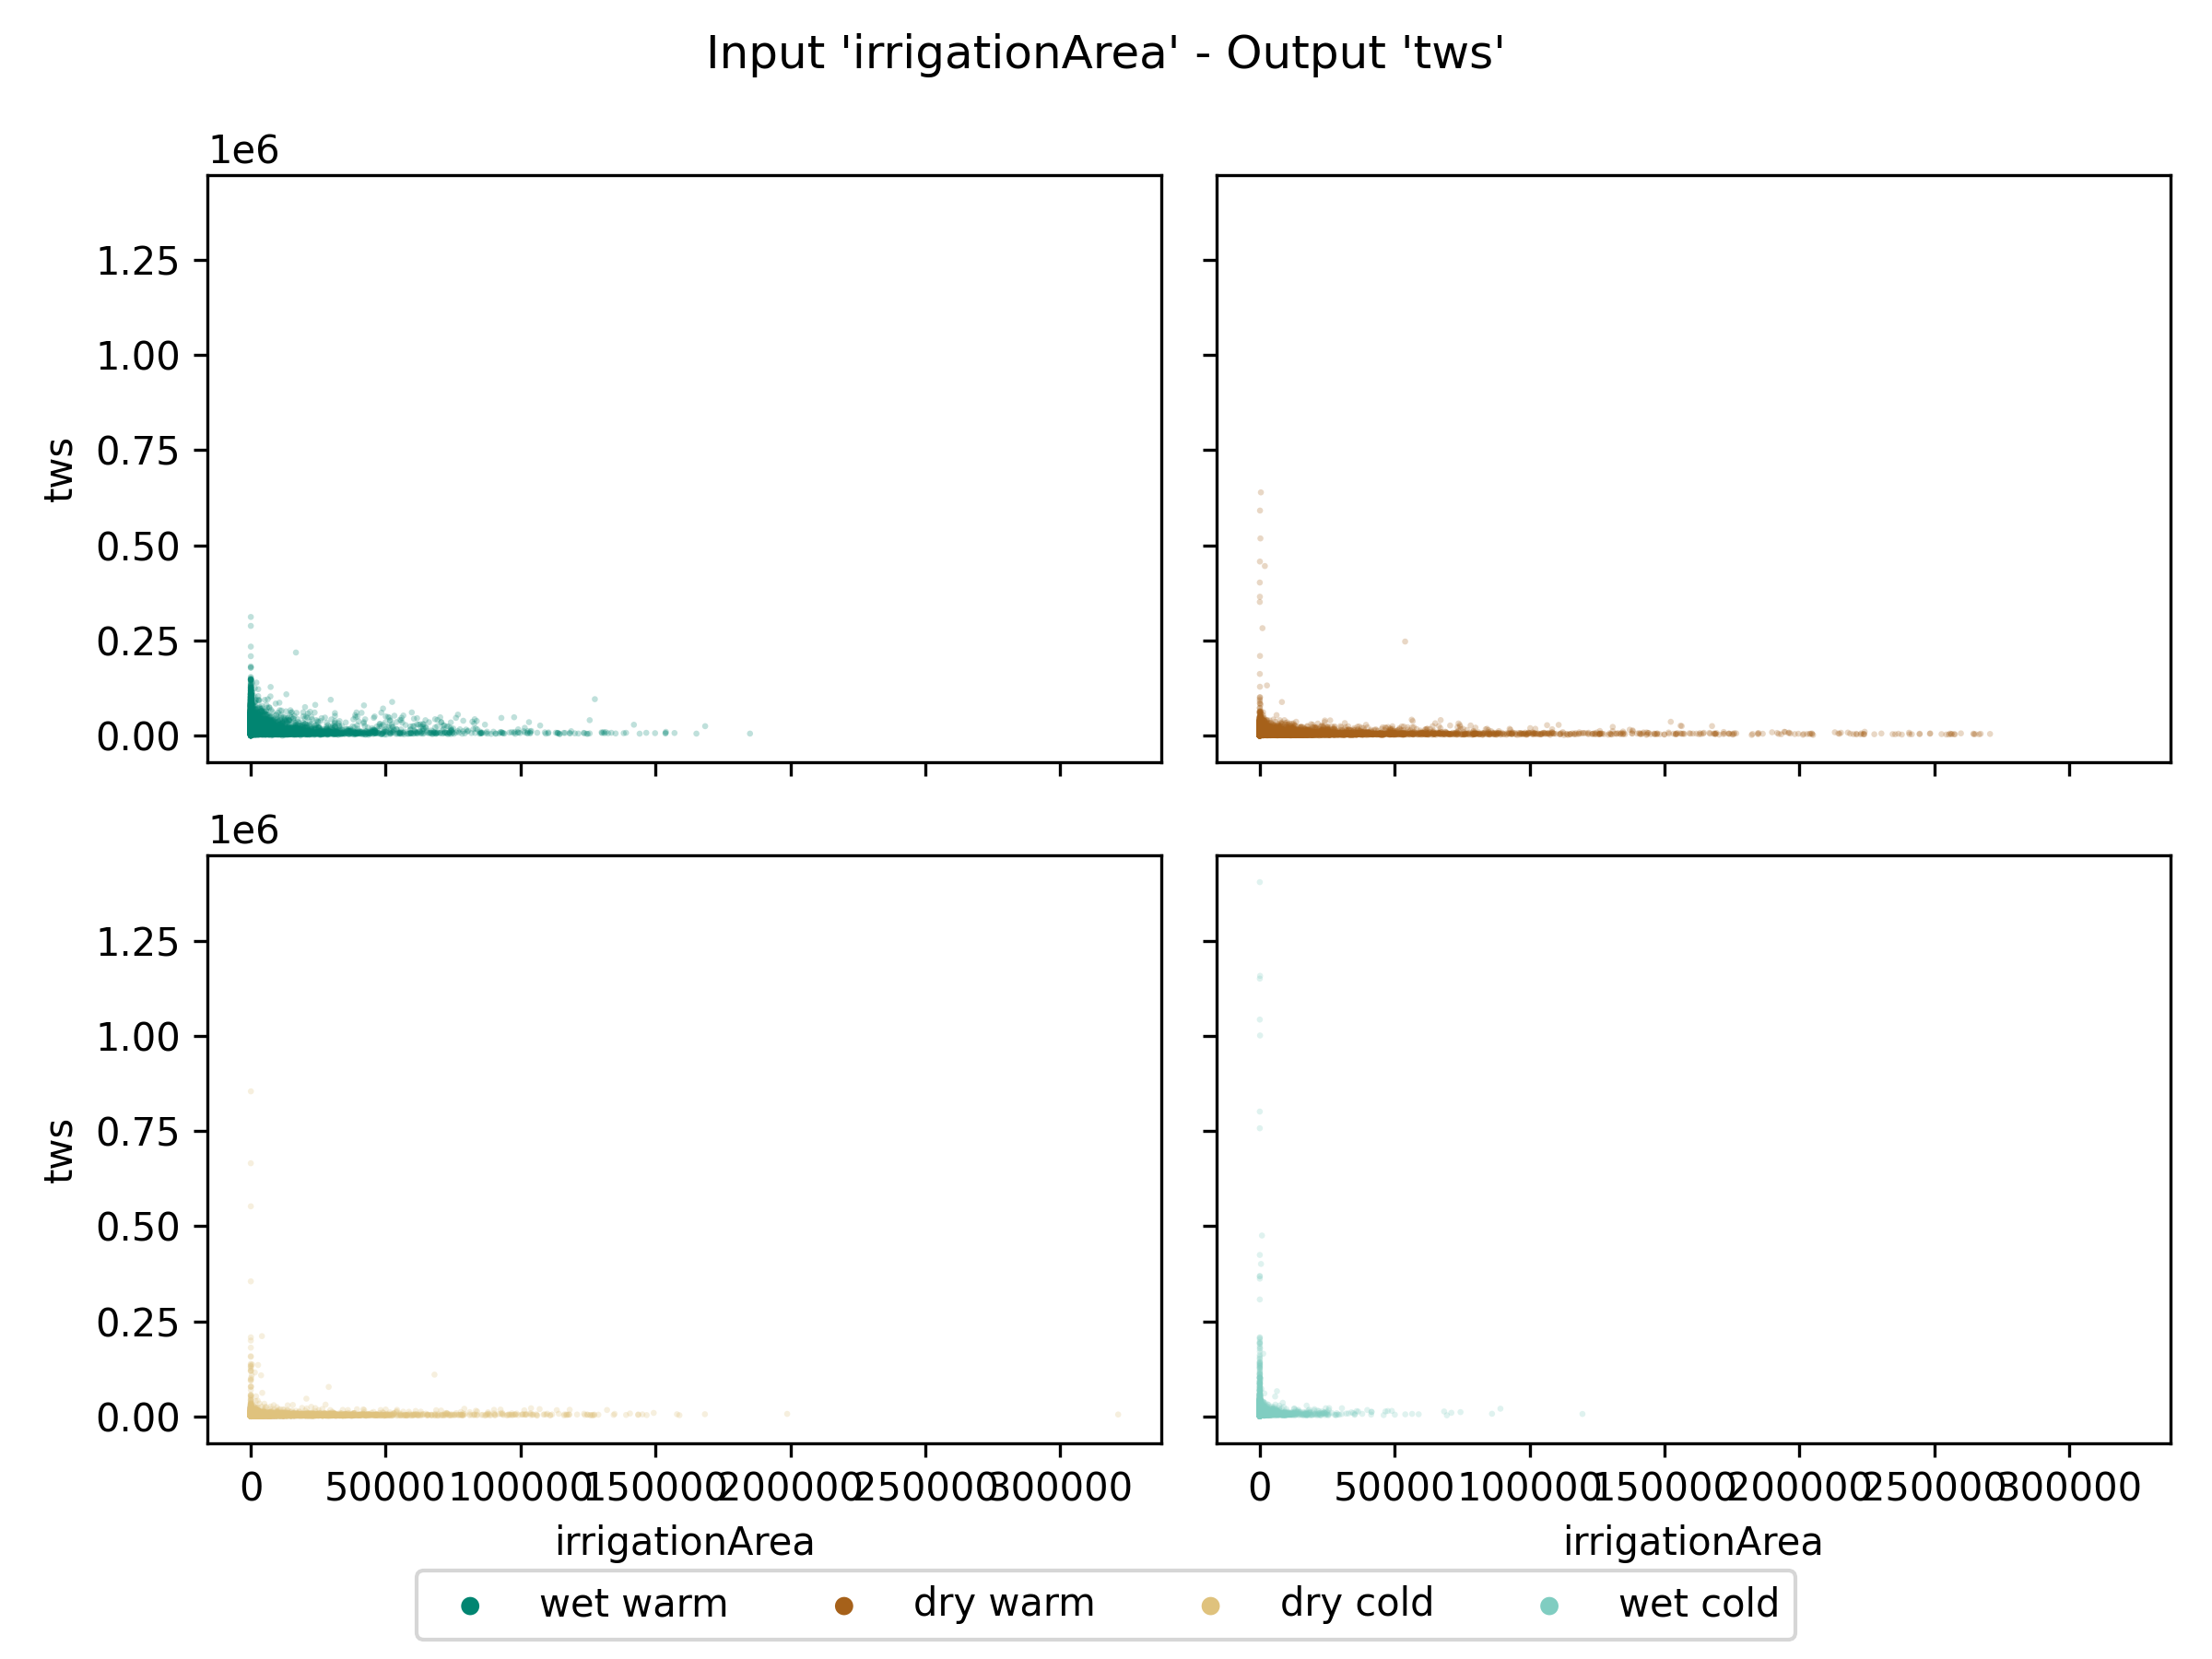 Input 'irrigationArea' - Output 'tws'
1e6
1.25
1.00
0.75
0.50
0.25
0.00
tws
1e6
1.25
1.00
0.75
0.50
0.25
0.00
tws
0 50000 100000 150000 200000 250000 300000
0 50000 100000 150000 200000 250000 300000
irrigationArea
irrigationArea
wet warm dry warm dry cold wet cold